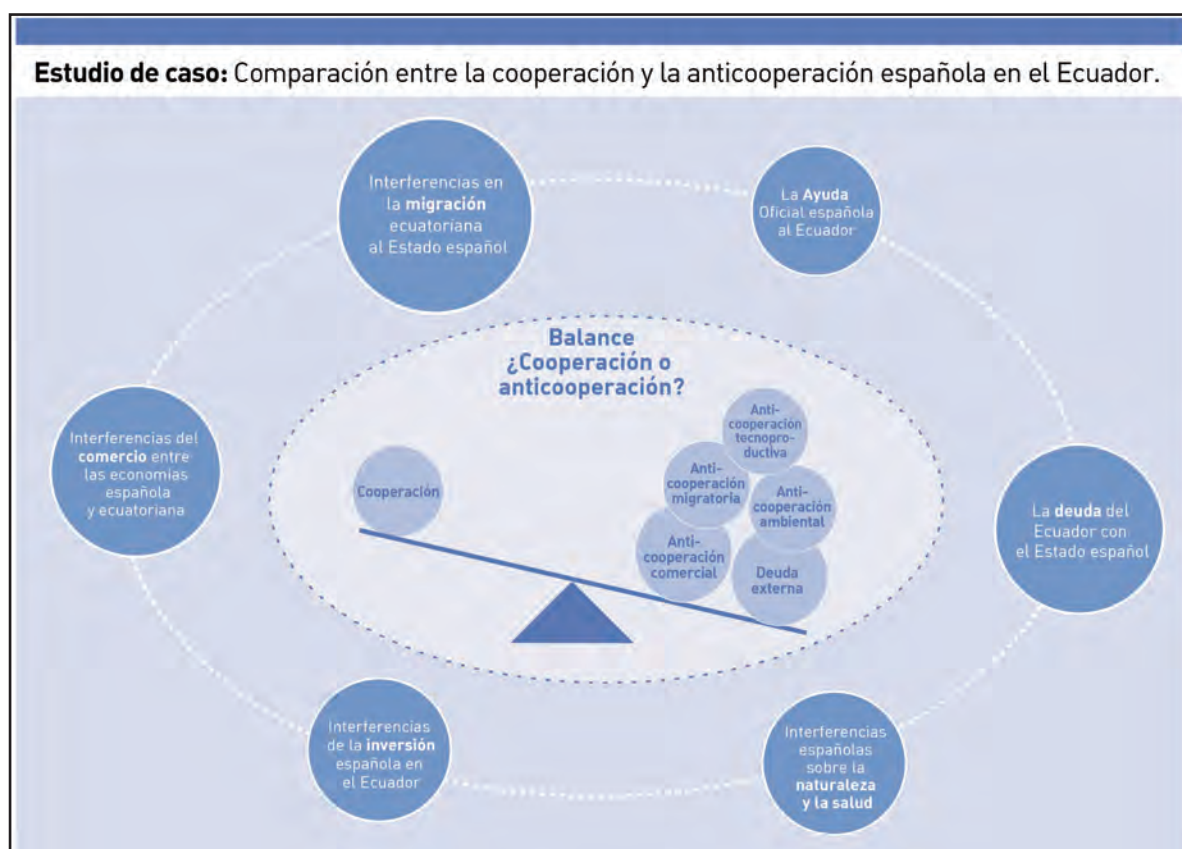 Estudio de caso: Comparación entre la cooperación y la anticooperación española en el Ecuador.
Interferencias en
la migración
ecuatoriana
al Estado español
La Ayuda
Oficial española
al Ecuador
Balance
¿Cooperación o
anticooperación?
Interferencias del
comercio entre
las economías
española
y ecuatoriana
Cooperación
Anti-
cooperación
tecnopro-
ductiva
Anti-
cooperación
migratoria
Anti-
cooperación
ambiental
Anti-
cooperación
comercial
Deuda
externa
La deuda del
Ecuador con
el Estado español
Interferencias
de la inversión
española en
el Ecuador
Interferencias
españolas
sobre la
naturaleza
y la salud